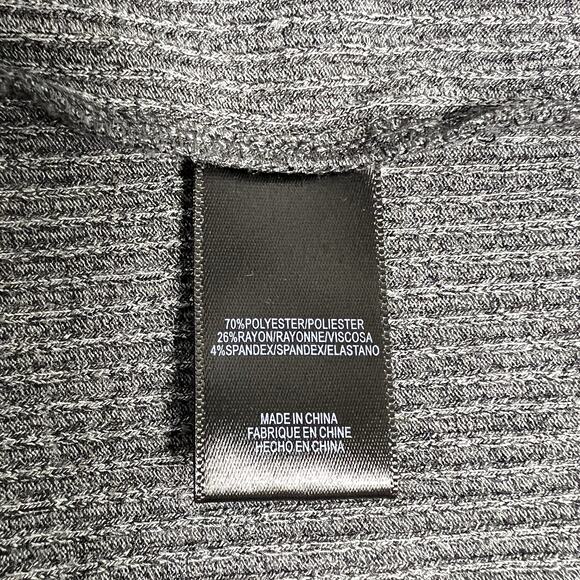 70%POLYESTER/POLIESTER
26%RAYON/RAYONNE/VISCOSA
4%SPANDEX/SPANDEX/ELASTANO
MADE IN CHINA
FABRIQUE EN CHINE
HECHO EN CHINA